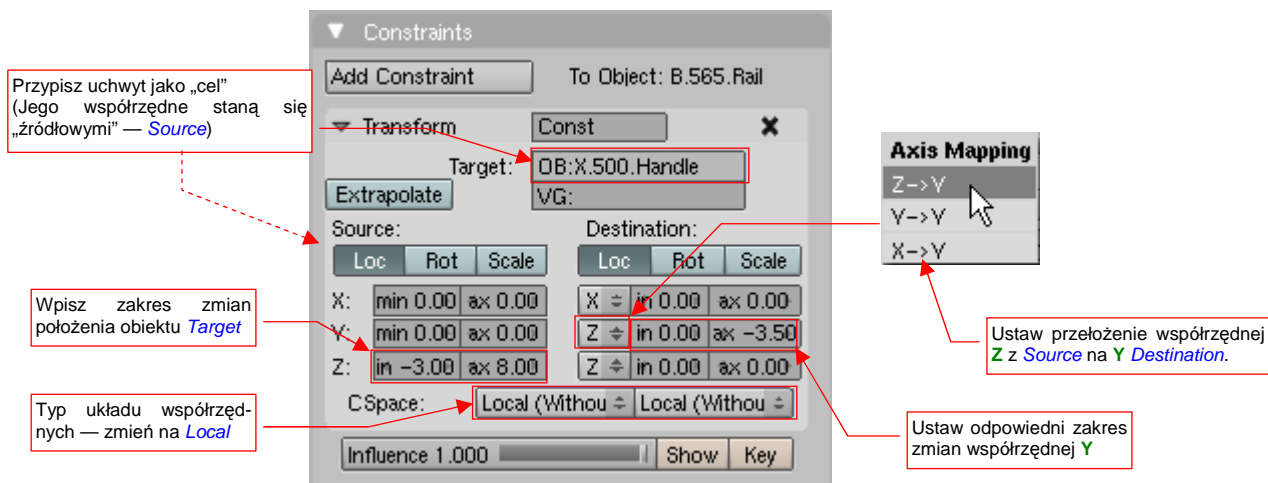 Constraints
Add Constraint
To Object: B.565.Rail
Przypisz uchwyt jako „cel”
(Jego współrzędne staną się
„źródłowymi” — Source)
Transform
Const
Target:
OB:X.500.Handle
Extrapolate
VG:
Source:
Destination:
Loc Rot Scale
Loc Rot Scale
X: min 0.00 ax 0.00
X in 0.00 ax 0.00
Y: min 0.00 ax 0.00
Z in 0.00 ax -3.50
Z: in -3.00 ax 8.00
Z in 0.00 ax 0.00
CSpace: Local (Withou Local (Withou
Influence 1.000
Show Key
Wpisz zakres zmian
położenia obiektu Target
Typ układu współrzęd-
nych — zmień na Local
Axis Mapping
Z->Y
Y->Y
X->Y
Ustaw przełożenie współrzędnej
Z z Source na Y Destination.
Ustaw odpowiedni zakres
zmian współrzędnej Y